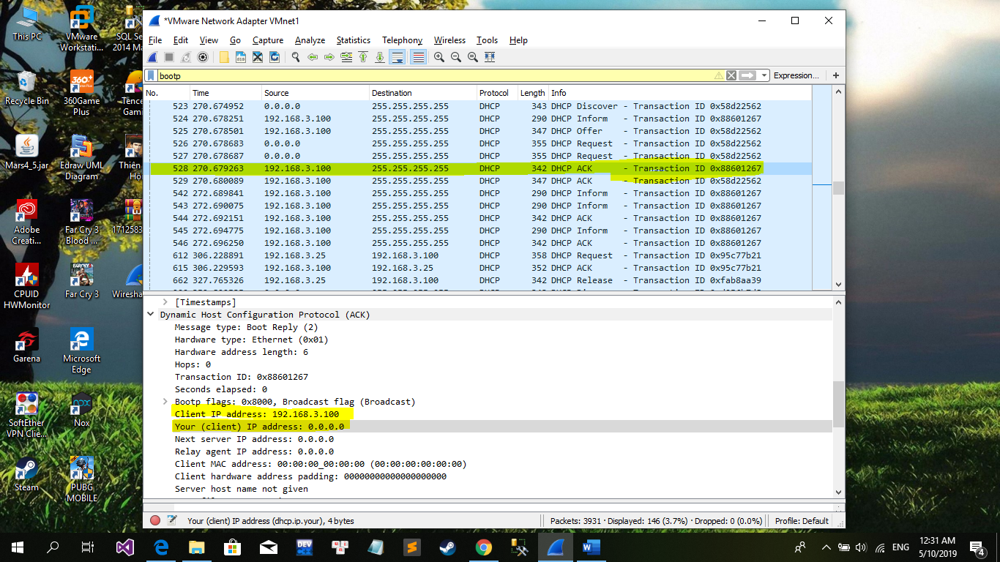 This PC
VMware
Workstati...
SQL Se
2014 Ma
Recycle Bin
360Game
Plus
Tence
Gami
Mars4_5.jar
Edraw UML
Diagram
Thiên
Hò
Adobe
Creati...
Far Cry 3
Blood ...
1712583
CPUID
HWMonitor
Far Cry 3
Wiresha
Garena
Microsoft
Edge
SoftEther
VPN Clie...
Nox
Steam
PUBG
MOBILE
*VMware Network Adapter VMnet1
File Edit View Go Capture Analyze Statistics Telephony Wireless Tools Help
bootp
Expression... +
No. Time Source Destination Protocol Length Info
523 270.674952 0.0.0.0 255.255.255.255 DHCP 343 DHCP Discover - Transaction ID 0x58d22562
524 270.678251 192.168.3.100 255.255.255.255 DHCP 290 DHCP Inform - Transaction ID 0x88601267
525 270.678501 192.168.3.100 255.255.255.255 DHCP 347 DHCP Offer - Transaction ID 0x58d22562
526 270.678683 0.0.0.0 255.255.255.255 DHCP 355 DHCP Request - Transaction ID 0x58d22562
527 270.678687 0.0.0.0 255.255.255.255 DHCP 355 DHCP Request - Transaction ID 0x58d22562
528 270.679263 192.168.3.100 255.255.255.255 DHCP 342 DHCP ACK - Transaction ID 0x88601267
529 270.680089 192.168.3.100 255.255.255.255 DHCP 347 DHCP ACK - Transaction ID 0x58d22562
542 272.689841 192.168.3.100 255.255.255.255 DHCP 290 DHCP Inform - Transaction ID 0x88601267
543 272.690075 192.168.3.100 255.255.255.255 DHCP 290 DHCP Inform - Transaction ID 0x88601267
544 272.692151 192.168.3.100 255.255.255.255 DHCP 342 DHCP ACK - Transaction ID 0x88601267
545 272.694775 192.168.3.100 255.255.255.255 DHCP 290 DHCP Inform - Transaction ID 0x88601267
546 272.696250 192.168.3.100 255.255.255.255 DHCP 342 DHCP ACK - Transaction ID 0x88601267
612 306.228891 192.168.3.25 192.168.3.100 DHCP 358 DHCP Request - Transaction ID 0x95c77b21
615 306.229593 192.168.3.100 192.168.3.25 DHCP 352 DHCP ACK - Transaction ID 0x95c77b21
662 327.765326 192.168.3.25 192.168.3.100 DHCP 342 DHCP Release - Transaction ID 0xfab8aa39
[Timestamps]
Dynamic Host Configuration Protocol (ACK)
Message type: Boot Reply (2)
Hardware type: Ethernet (0x01)
Hardware address length: 6
Hops: 0
Transaction ID: 0x88601267
Seconds elapsed: 0
Bootp flags: 0x8000, Broadcast flag (Broadcast)
Client IP address: 192.168.3.100
Your (client) IP address: 0.0.0.0
Next server IP address: 0.0.0.0
Relay agent IP address: 0.0.0.0
Client MAC address: 00:00:00_00:00:00 (00:00:00:00:00:00)
Client hardware address padding: 00000000000000000000
Server host name not given
Your (client) IP address (dhcp.ip.your), 4 bytes
Packets: 3931 · Displayed: 146 (3.7%) · Dropped: 0 (0.0%)
Profile: Default
ENG
12:31 AM
5/10/2019
4